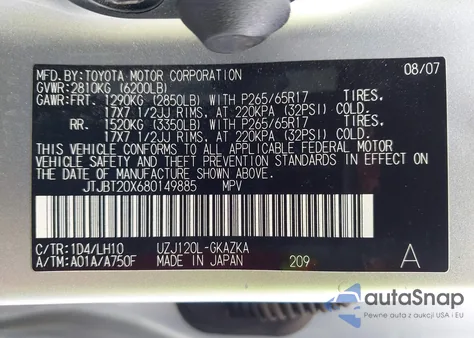 MFD.BY:TOYOTA MOTOR CORPORATION 08/07
GVWR:2810KG (6200LB)
GAWR:FRT. 1290KG (2850LB) WITH P265/65R17 TIRES,
17X7 1/2JJ RIMS, AT 220KPA (32PSI) COLD.
RR. 1520KG (3350LB) WITH P265/65R17 TIRES,
17X7 1/2JJ RIMS, AT 220KPA (32PSI) COLD.
THIS VEHICLE CONFORMS TO ALL APPLICABLE FEDERAL MOTOR
VEHICLE SAFETY AND THEFT PREVENTION STANDARDS IN EFFECT ON
THE DATE OF MANUFACTURE SHOWN ABOVE.
JTJBT20X680149885 MPV
C/TR:1D4/LH10 UZJ120L-GKAZKA
A/TM:A01A/A750F MADE IN JAPAN 209 A
autoSnap
Pewne auta z aukcji USA i EU